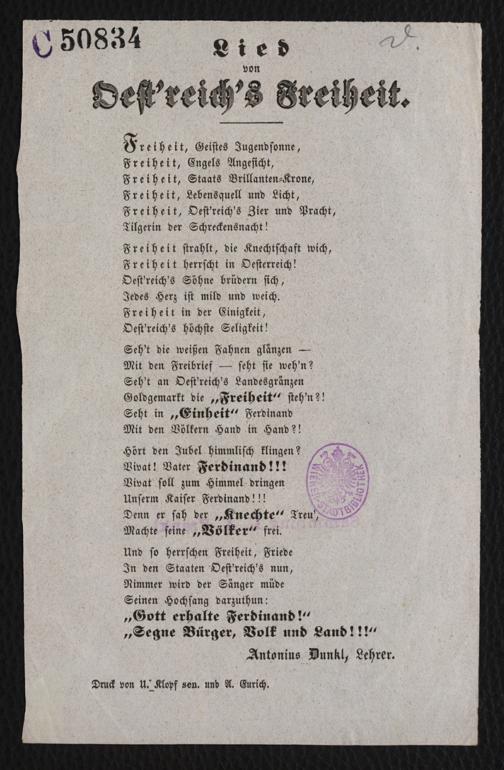 C 50834
Lied
von
Oest'reich's Freiheit.
Freiheit, Geistes Jugendsonne,
Freiheit, Engels Angesicht,
Freiheit, Staats Brillanten-Krone,
Freiheit, Lebensquell und Licht,
Freiheit, Oest'reich's Zier und Pracht,
Tilgerin der Schreckensnacht!
Freiheit strahlt, die Knechtschaft wich,
Freiheit herrscht in Oesterreich!
Oest'reich's Söhne brüdern sich,
Jedes Herz ist mild und weich.
Freiheit in der Einigkeit,
Oest'reich's höchste Seligkeit!
Seh't die weißen Fahnen glänzen —
Mit den Freibrief — seht sie weh'n?
Seh't an Oest'reich's Landesgränzen
Goldgemarkt die „Freiheit“ steh'n?!
Seht in „Einheit“ Ferdinand
Mit den Völkern Hand in Hand?!
Hört den Jubel himmlisch klingen?
Vivat! Vater Ferdinand!!!
Vivat soll zum Himmel dringen
Unserm Kaiser Ferdinand!!!
Denn er sah der „Knechte“ Treu',
Machte seine „Völker“ frei.
Und so herrschen Freiheit, Friede
In den Staaten Oest'reich's nun,
Nimmer wird der Sänger müde
Seinen Hochsang darzuthun:
„Gott erhalte Ferdinand!“
„Segne Bürger, Volk und Land!!!“
Antonius Dunkl, Lehrer.
Druck von U. Klopf sen. und A. Eurich.
WIENER STADTBIBLIOTHEK